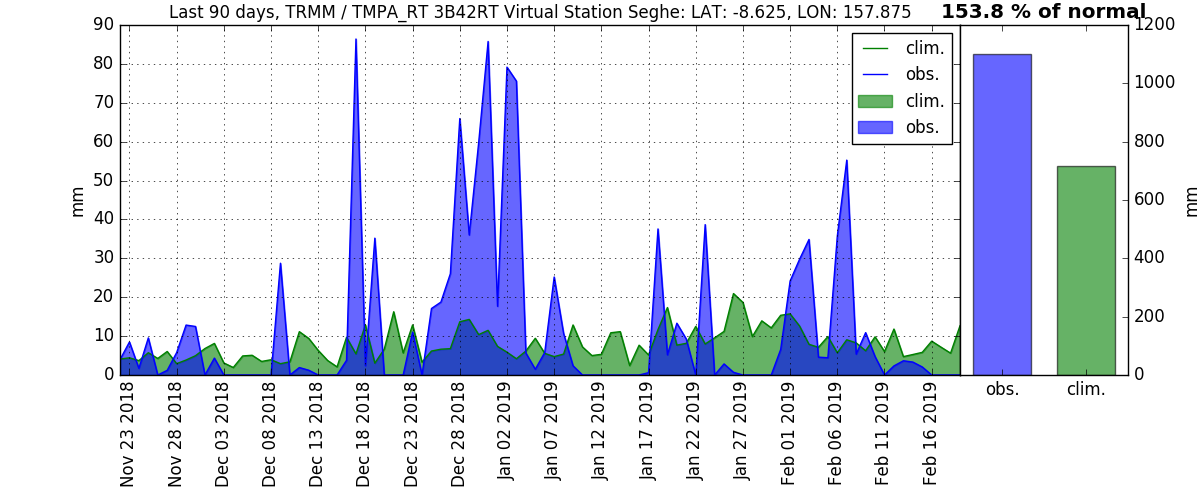 Last 90 days, TRMM / TMPA_RT 3B42RT Virtual Station Seghe: LAT: -8.625, LON: 157.875
153.8 % of normal
90
80
70
60
50
40
30
20
10
0
mm
clim.
obs.
clim.
obs.
Nov 23 2018
Nov 28 2018
Dec 03 2018
Dec 08 2018
Dec 13 2018
Dec 18 2018
Dec 23 2018
Dec 28 2018
Jan 02 2019
Jan 07 2019
Jan 12 2019
Jan 17 2019
Jan 22 2019
Jan 27 2019
Feb 01 2019
Feb 06 2019
Feb 11 2019
Feb 16 2019
1200
1000
800
600
400
200
0
mm
obs.
clim.